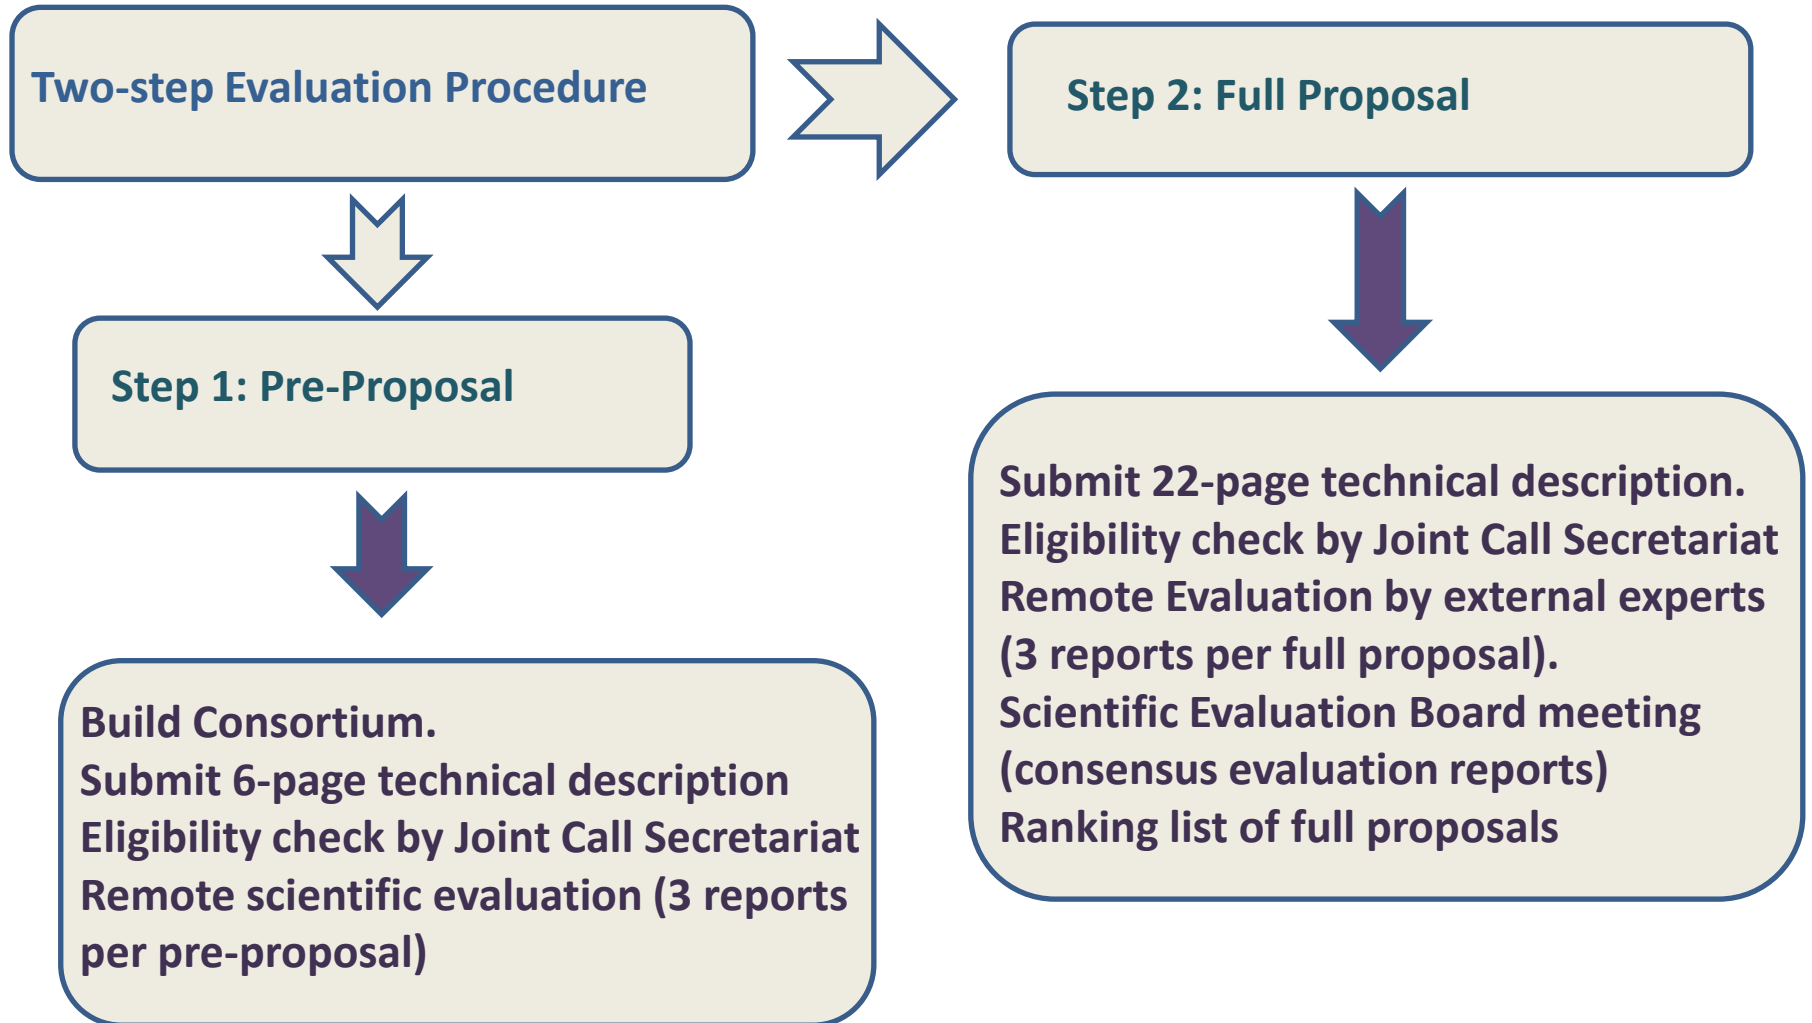 Two-step Evaluation Procedure
Step 1: Pre-Proposal
Build Consortium.
Submit 6-page technical description
Eligibility check by Joint Call Secretariat
Remote scientific evaluation (3 reports
per pre-proposal)
Step 2: Full Proposal
Submit 22-page technical description.
Eligibility check by Joint Call Secretariat
Remote Evaluation by external experts
(3 reports per full proposal).
Scientific Evaluation Board meeting
(consensus evaluation reports)
Ranking list of full proposals